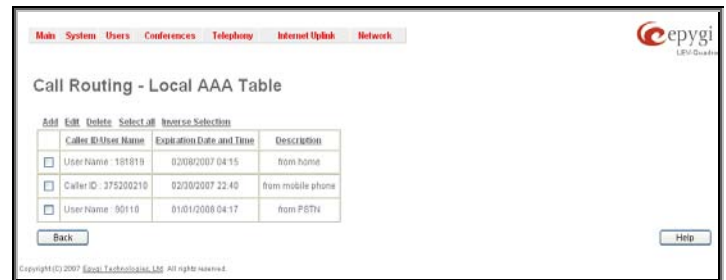 Main System Users Conferences Telephony Internet Uplink Network
epygi
Call Routing - Local AAA Table
Add Edit Delete Select all Inverse Selection
Caller ID/User Name Expiration Date and Time Description
User Name : 181819 02/08/2007 04:15 from home
Caller ID : 375200210 02/30/2007 22:40 from mobile phone
User Name : 90118 01/01/2008 04:17 from PSTN
Back Help
Copyright (C) 2007 Epygi Technologies, Ltd. All rights reserved.